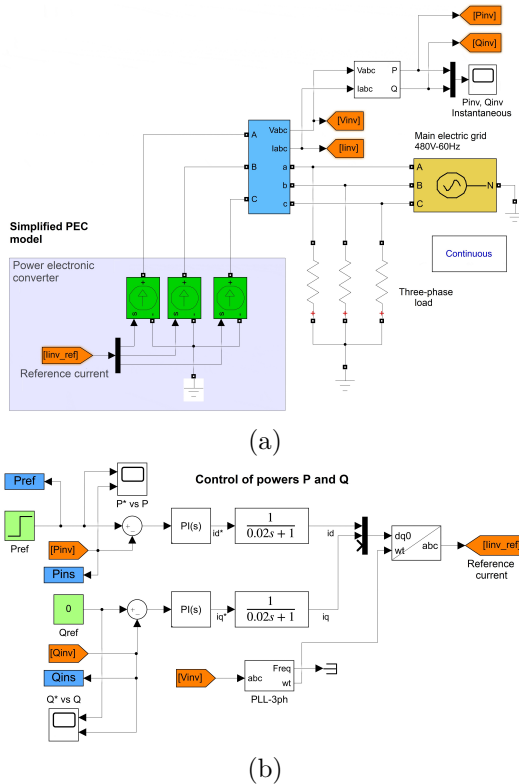 [Pinv]
[Qinv]
Vabc P
Iabc Q
Pinv, Qinv
Instantaneous
[Vinv]
[Iinv]
Vabc
Iabc
A
B
C
a
b
c
Main electric grid
480V-60Hz
A
B
C
N
Continuous
Simplified PEC
model
Power electronic
converter
+ + +
s - s - s -
[Iinv_ref]
Reference current
Three-phase
load
+ + +
(a)
Control of powers P and Q
Pref
P* vs P
Pref
+
-
PI(s)
id*
1
0.02s + 1
id
[Pinv]
Pins
dq0
wt
abc
[Iinv_ref
Reference
current
0
Qref
+
-
PI(s)
iq*
1
0.02s + 1
iq
[Qinv]
Qins
Q* vs Q
[Vinv]
abc
Freq
wt
PLL-3ph
(b)